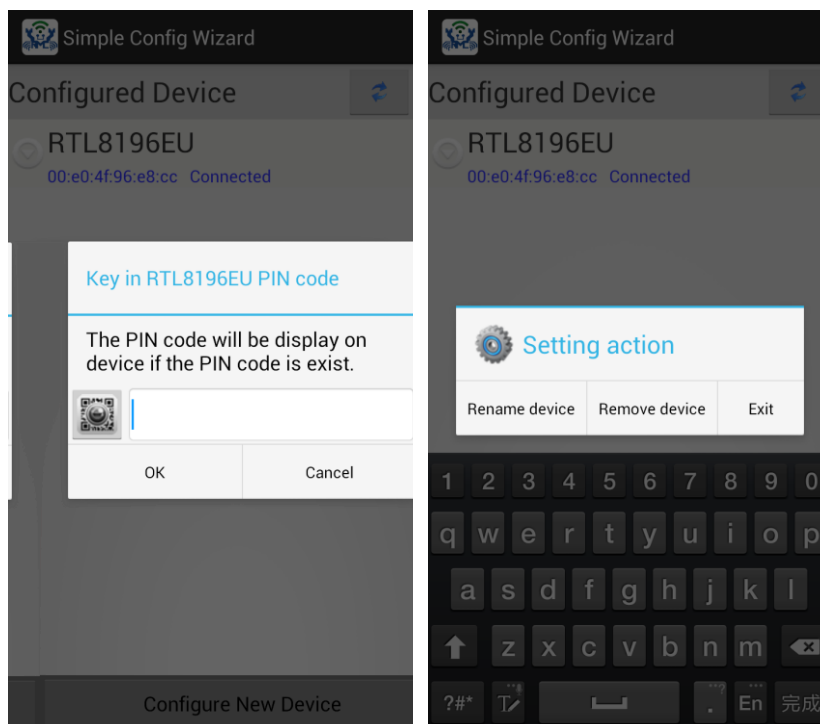 Simple Config Wizard
Configured Device
RTL8196EU
00:e0:4f:96:e8:cc Connected
Key in RTL8196EU PIN code
The PIN code will be display on
device if the PIN code is exist.
OK Cancel
Configure New Device
Simple Config Wizard
Configured Device
RTL8196EU
00:e0:4f:96:e8:cc Connected
Setting action
Rename device Remove device Exit
1 2 3 4 5 6 7 8 9 0
q w e r t y u i o p
a s d f g h j k l
z x c v b n m
?#* T . En 完成